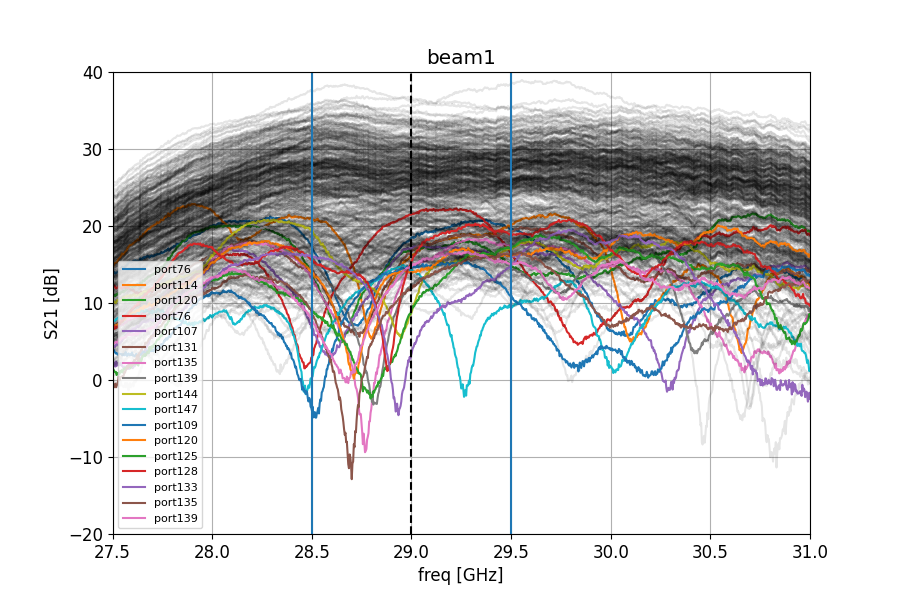 beam1
S21 [dB]
40
30
20
10
0
−10
−20
port76
port114
port120
port76
port107
port131
port135
port139
port144
port147
port109
port120
port125
port128
port133
port135
port139
27.5 28.0 28.5 29.0 29.5 30.0 30.5 31.0
freq [GHz]